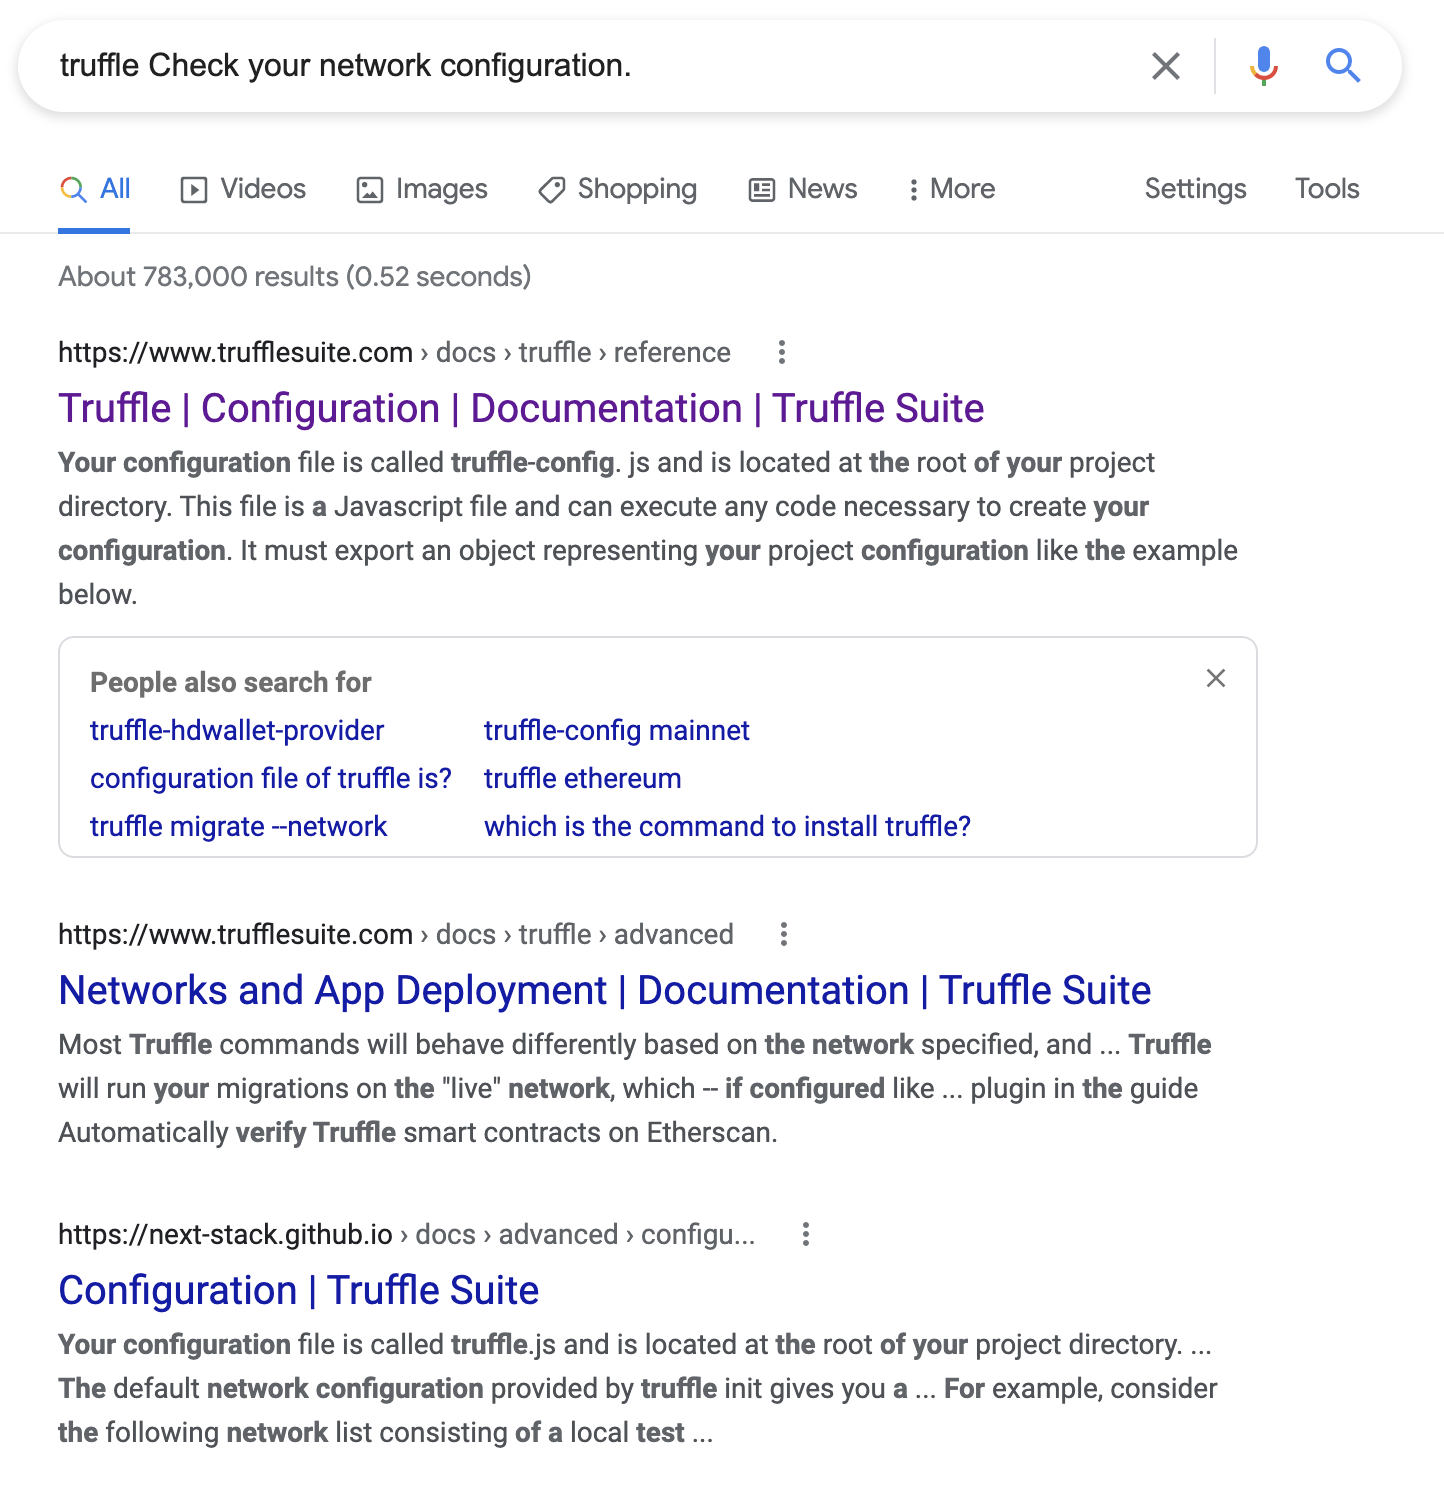 truffle Check your network configuration.
All Videos Images Shopping News More Settings Tools
About 783,000 results (0.52 seconds)
https://www.trufflesuite.com › docs › truffle › reference
Truffle | Configuration | Documentation | Truffle Suite
Your configuration file is called truffle-config. js and is located at the root of your project
directory. This file is a Javascript file and can execute any code necessary to create your
configuration. It must export an object representing your project configuration like the example
below.
People also search for
truffle-hdwallet-provider truffle-config mainnet
configuration file of truffle is? truffle ethereum
truffle migrate --network which is the command to install truffle?
https://www.trufflesuite.com › docs › truffle › advanced
Networks and App Deployment | Documentation | Truffle Suite
Most Truffle commands will behave differently based on the network specified, and ... Truffle
will run your migrations on the "live" network, which -- if configured like ... plugin in the guide
Automatically verify Truffle smart contracts on Etherscan.
https://next-stack.github.io › docs › advanced › configu...
Configuration | Truffle Suite
Your configuration file is called truffle.js and is located at the root of your project directory. ...
The default network configuration provided by truffle init gives you a ... For example, consider
the following network list consisting of a local test ...